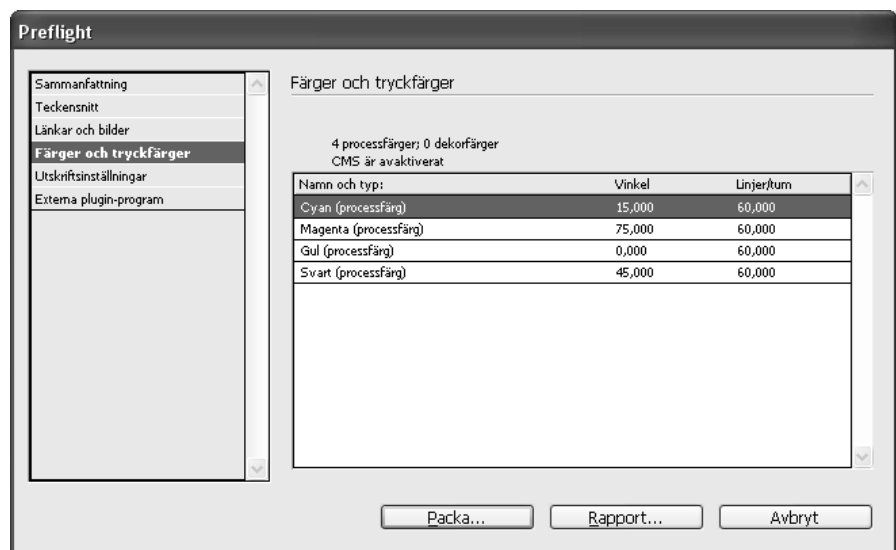 Preflight
Sammanfattning
Teckensnitt
Länkar och bilder
Färger och tryckfärger
Utskriftsinställningar
Externa plugin-program
Färger och tryckfärger
4 processfärger; 0 dekorfärger
CMS är avaktiverat
Namn och typ: Vinkel Linjer/tum
Cyan (processfärg) 15,000 60,000
Magenta (processfärg) 75,000 60,000
Gul (processfärg) 0,000 60,000
Svart (processfärg) 45,000 60,000
Packa... Rapport... Avbryt